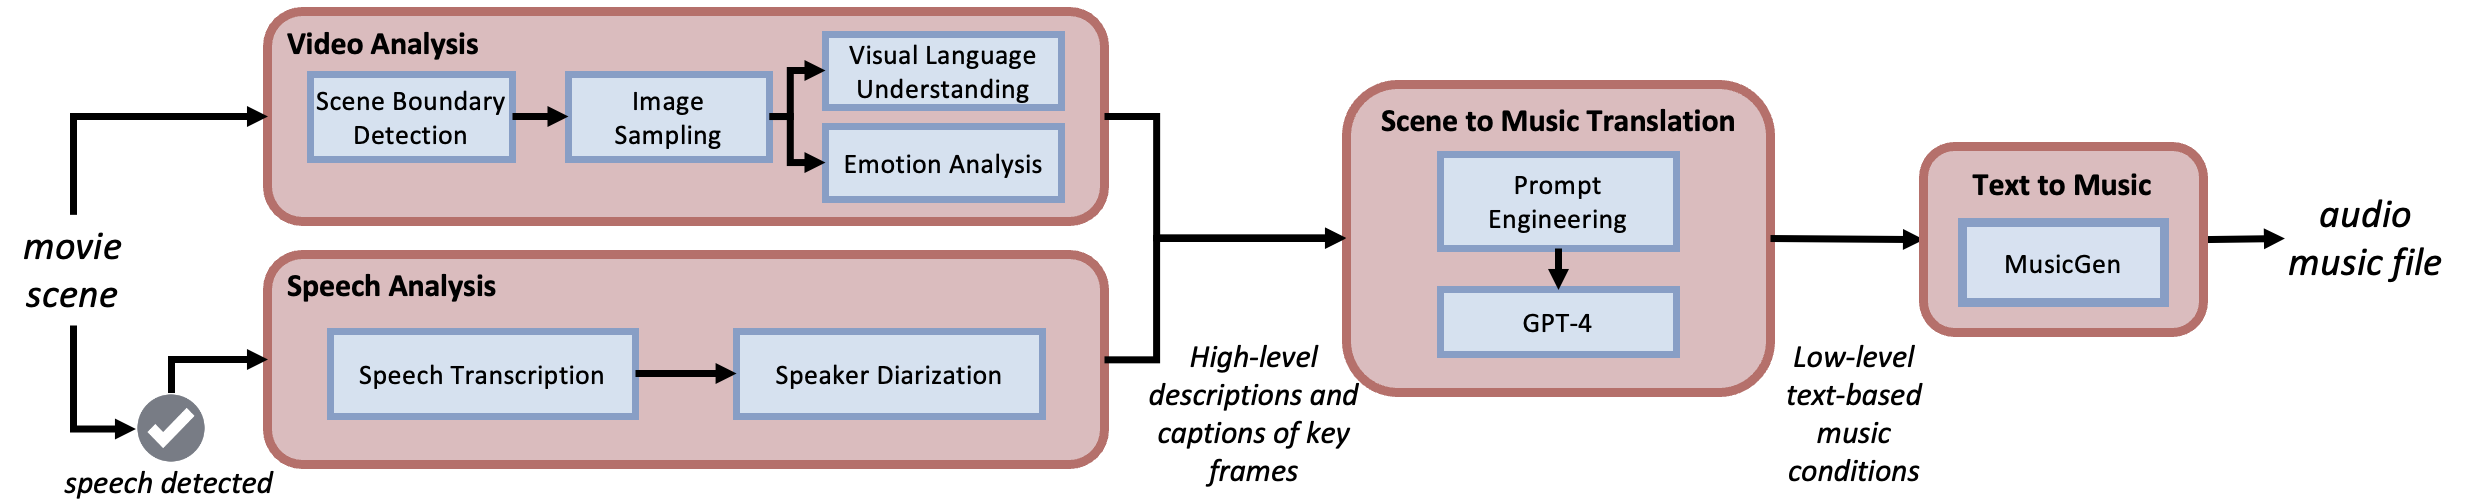 movie
scene
speech detected
Video Analysis
Scene Boundary
Detection
Image
Sampling
Visual Language
Understanding
Emotion Analysis
Speech Analysis
Speech Transcription
Speaker Diarization
High-level
descriptions and
captions of key
frames
Scene to Music Translation
Prompt
Engineering
GPT-4
Low-level
text-based
music
conditions
Text to Music
MusicGen
audio
music file